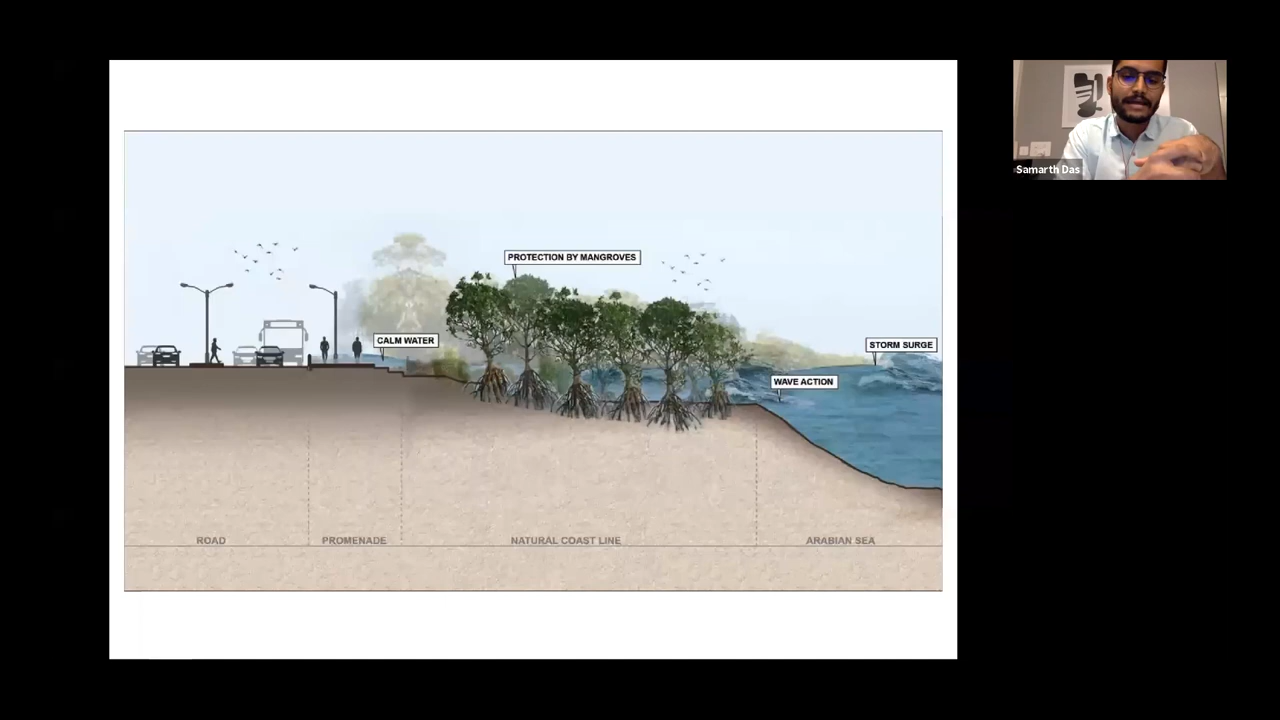 Samarth Das
PROTECTION BY MANGROVES
CALM WATER
STORM SURGE
WAVE ACTION
ROAD
PROMENADE
NATURAL COAST LINE
ARABIAN SEA